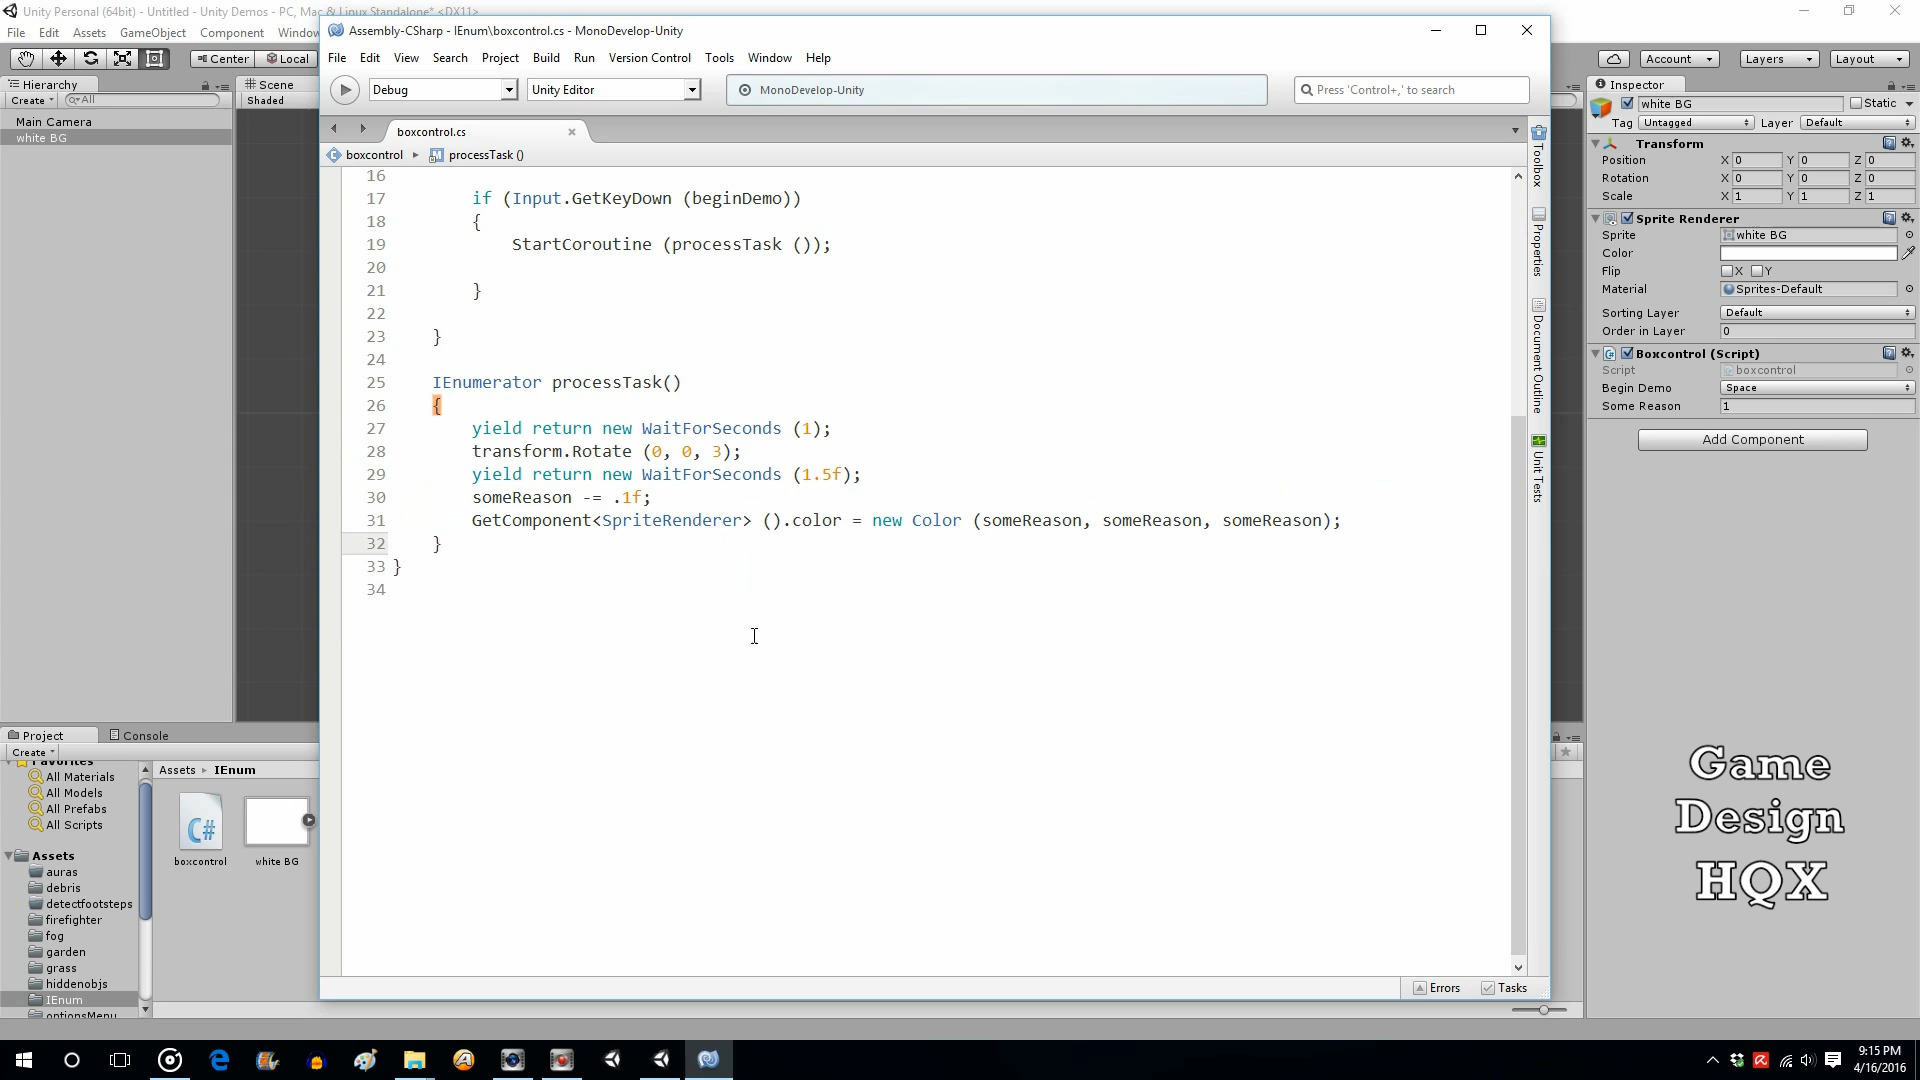 Unity Personal (64bit) - Untitled - Unity Demos - PC, Mac & Linux Standalone* <DX11>
File Edit Assets GameObject Component Window
Center Local
Account Layers Layout
Assembly-CSharp - IEnum\boxcontrol.cs - MonoDevelop-Unity
File Edit View Search Project Build Run Version Control Tools Window Help
Debug Unity Editor MonoDevelop-Unity Press 'Control+,' to search
boxcontrol.cs
boxcontrol processTask ()
16
17 if (Input.GetKeyDown (beginDemo))
18 {
19 StartCoroutine (processTask ());
20
21 }
22
23 }
24
25 IEnumerator processTask()
26 {
27 yield return new WaitForSeconds (1);
28 transform.Rotate (0, 0, 3);
29 yield return new WaitForSeconds (1.5f);
30 someReason -= .1f;
31 GetComponent<SpriteRenderer> ().color = new Color (someReason, someReason, someReason);
32 }
33 }
34
Errors Tasks
Toolbox
Properties
Document Outline
Unit Tests
Hierarchy
Create All
Main Camera
white BG
Scene
Shaded
Inspector
white BG Static
Tag Untagged Layer Default
Transform
Position X 0 Y 0 Z 0
Rotation X 0 Y 0 Z 0
Scale X 1 Y 1 Z 1
Sprite Renderer
Sprite white BG
Color
Flip X Y
Material Sprites-Default
Sorting Layer Default
Order in Layer 0
Boxcontrol (Script)
Script boxcontrol
Begin Demo Space
Some Reason 1
Add Component
Project Console
Create
Favorites
All Materials
All Models
All Prefabs
All Scripts
Assets
auras
debris
detectfootsteps
firefighter
fog
garden
grass
hiddenobjs
IEnum
optionsMenu
Assets IEnum
C#
boxcontrol white BG
Game
Design
HQX
9:15 PM
4/16/2016